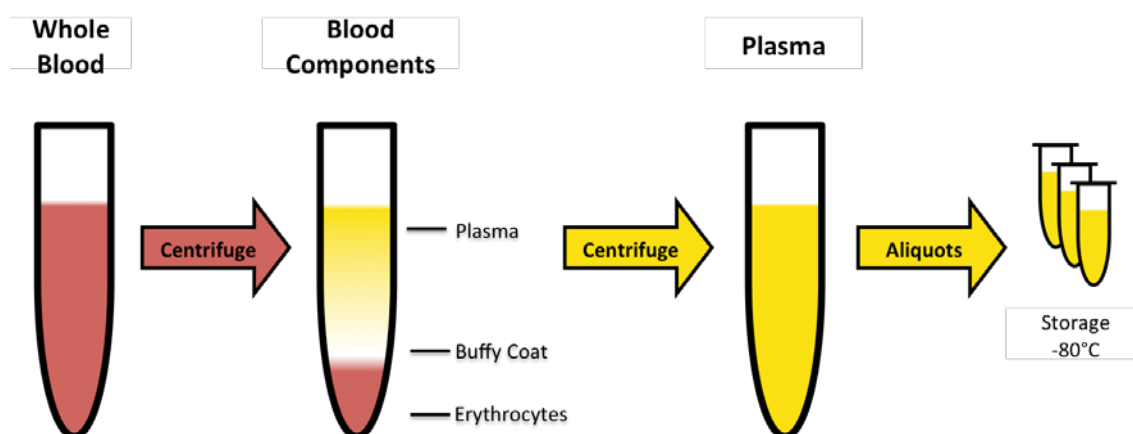 Whole
Blood
Blood
Components
Plasma
Centrifuge
Plasma
Buffy Coat
Erythrocytes
Centrifuge
Aliquots
Storage
-80°C